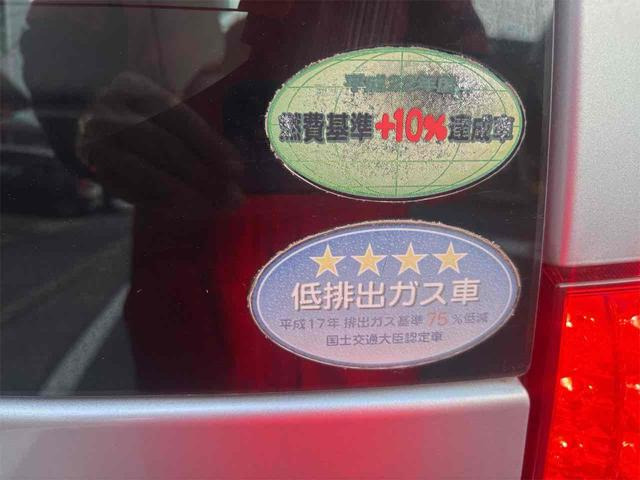 平成22年度
燃費基準+10%達成車
低排出ガス車
平成17年 排出ガス基準 75 %低減
国土交通大臣認定車